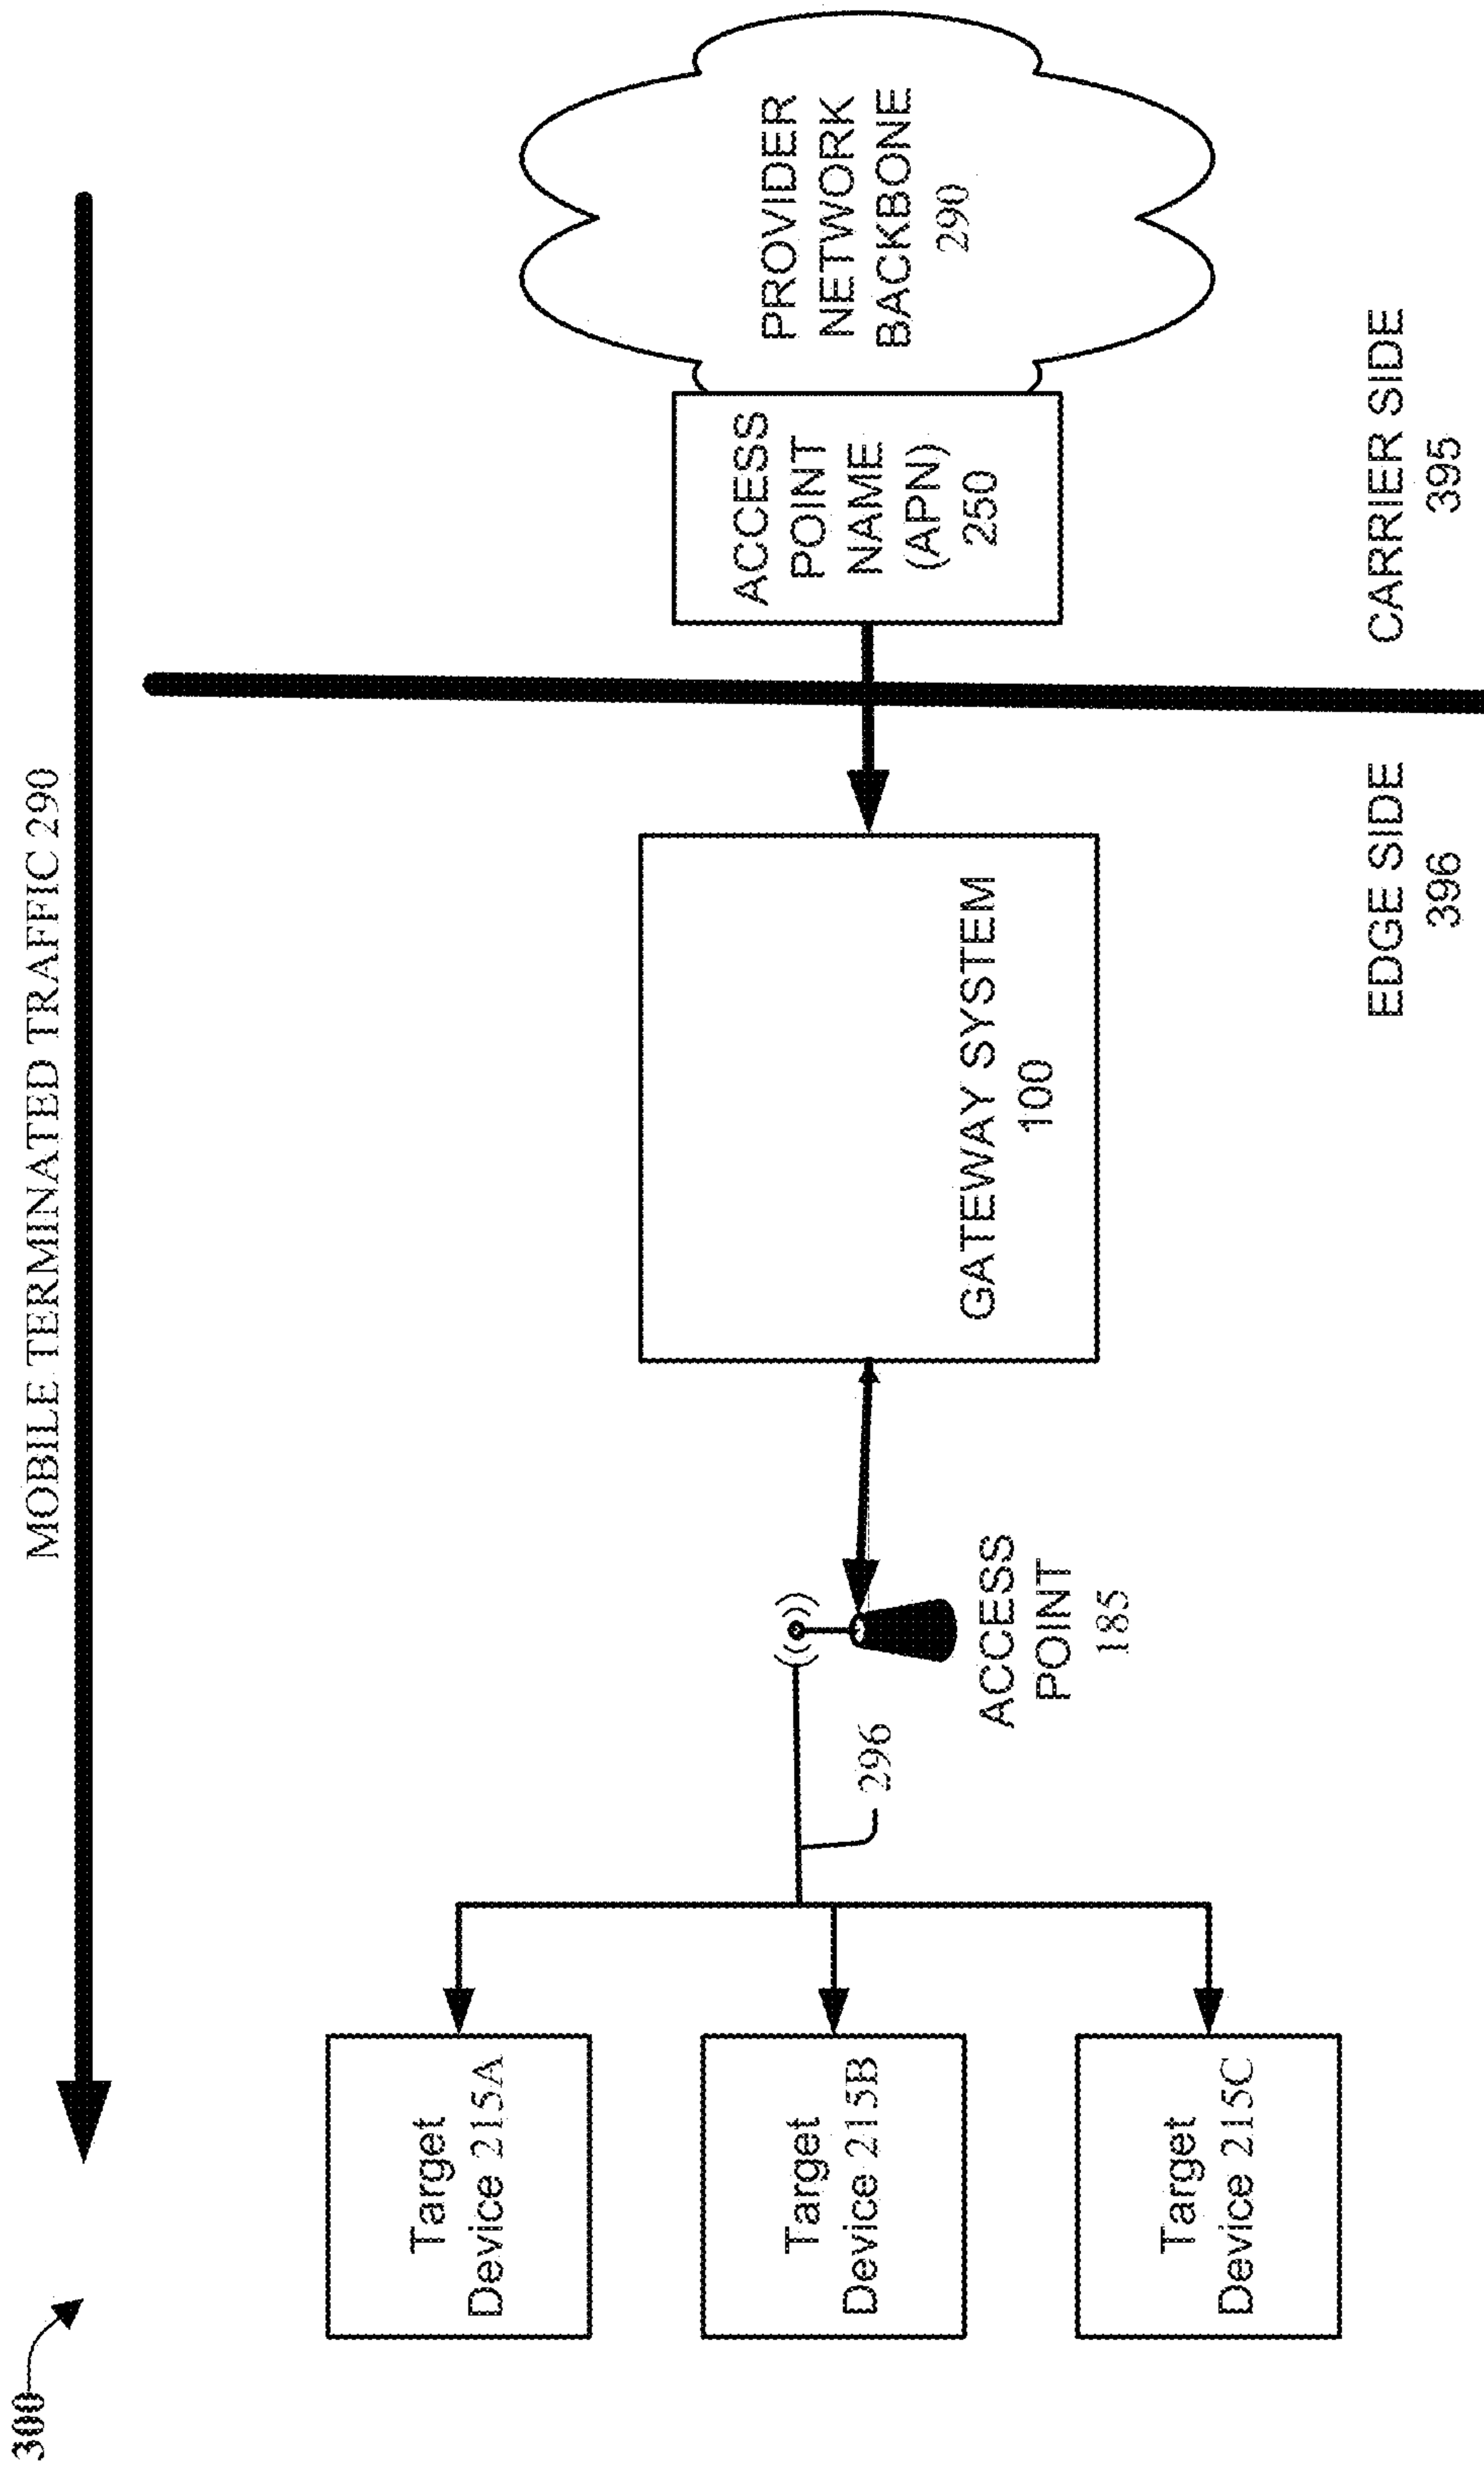 300
MOBILE TERMINATED TRAFFIC 290
Target
Device 215A
Target
Device 215B
Target
Device 215C
296
ACCESS
POINT
185
GATEWAY SYSTEM
100
ACCESS
POINT
NAME
(APN)
250
PROVIDER
NETWORK
BACKBONE
290
EDGE SIDE
396
CARRIER SIDE
395